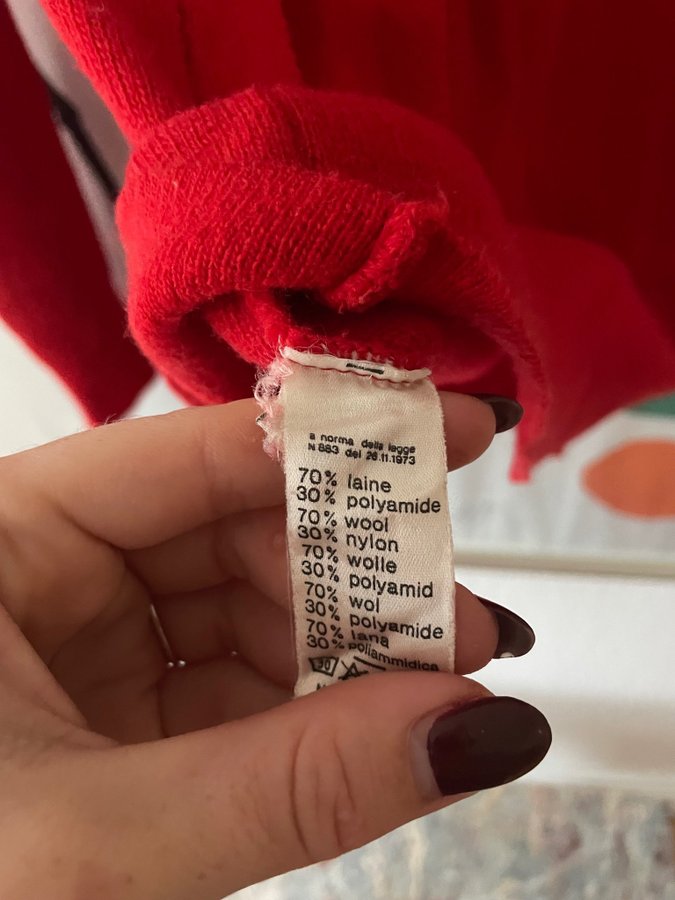 a norma della legge
N 883 del 26.11.1973
70% laine
30% polyamide
70% wool
30% nylon
70% wolle
30% polyamid
70% wol
30% polyamide
70% lana
30% poliammidica
30